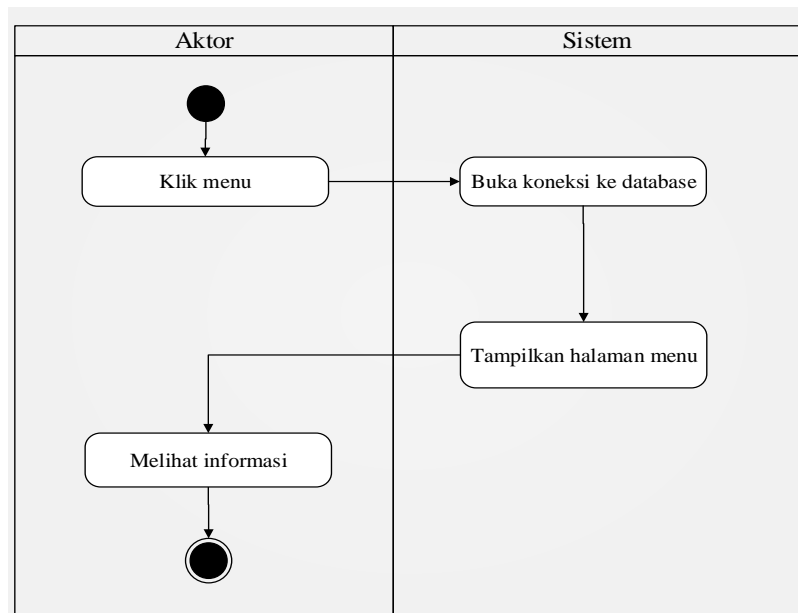 Aktor
Sistem
Klik menu
Buka koneksi ke database
Tampilkan halaman menu
Melihat informasi